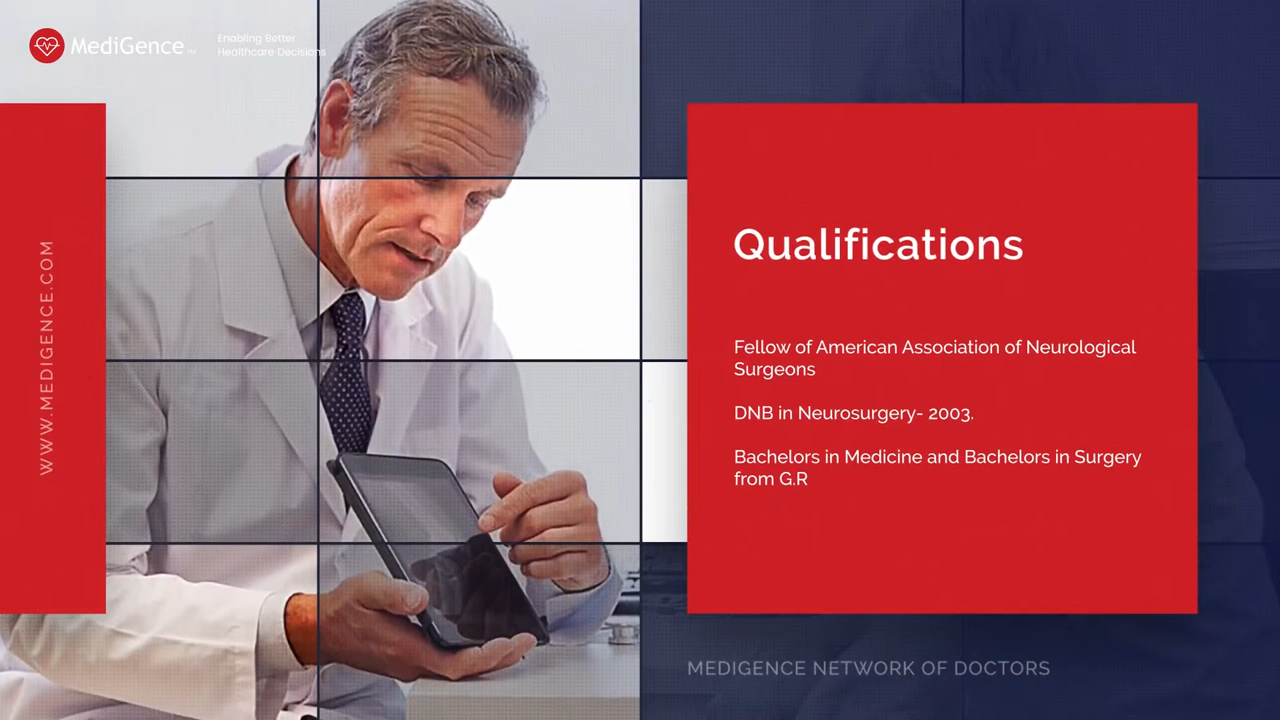 MediGence TM
Enabling Better
Healthcare Decisions
WWW.MEDIGENCE.COM
Qualifications
Fellow of American Association of Neurological
Surgeons
DNB in Neurosurgery- 2003.
Bachelors in Medicine and Bachelors in Surgery
from G.R
MEDIGENCE NETWORK OF DOCTORS